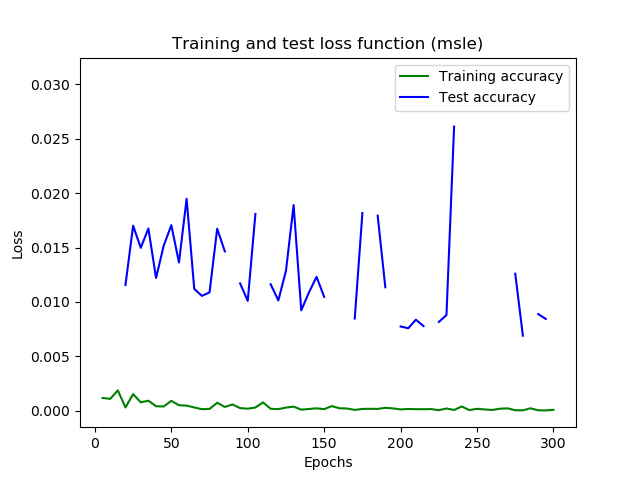 Training and test loss function (msle)
Training accuracy
Test accuracy
0.030
0.025
0.020
0.015
0.010
0.005
0.000
Loss
0 50 100 150 200 250 300
Epochs